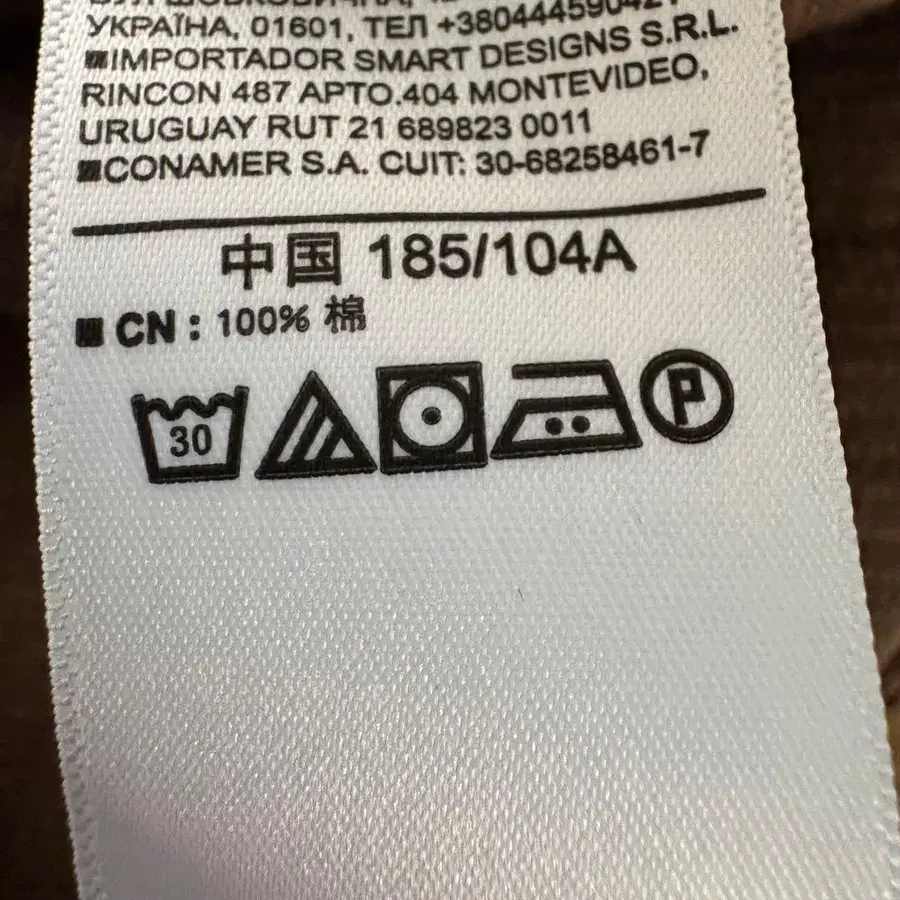 УКРАЇНА, 01601, ТЕЛ +380444590421
IMPORTADOR SMART DESIGNS S.R.L.
RINCON 487 APTO.404 MONTEVIDEO,
URUGUAY RUT 21 689823 0011
CONAMER S.A. CUIT: 30-68258461-7
中国 185/104A
CN : 100% 棉
30 P